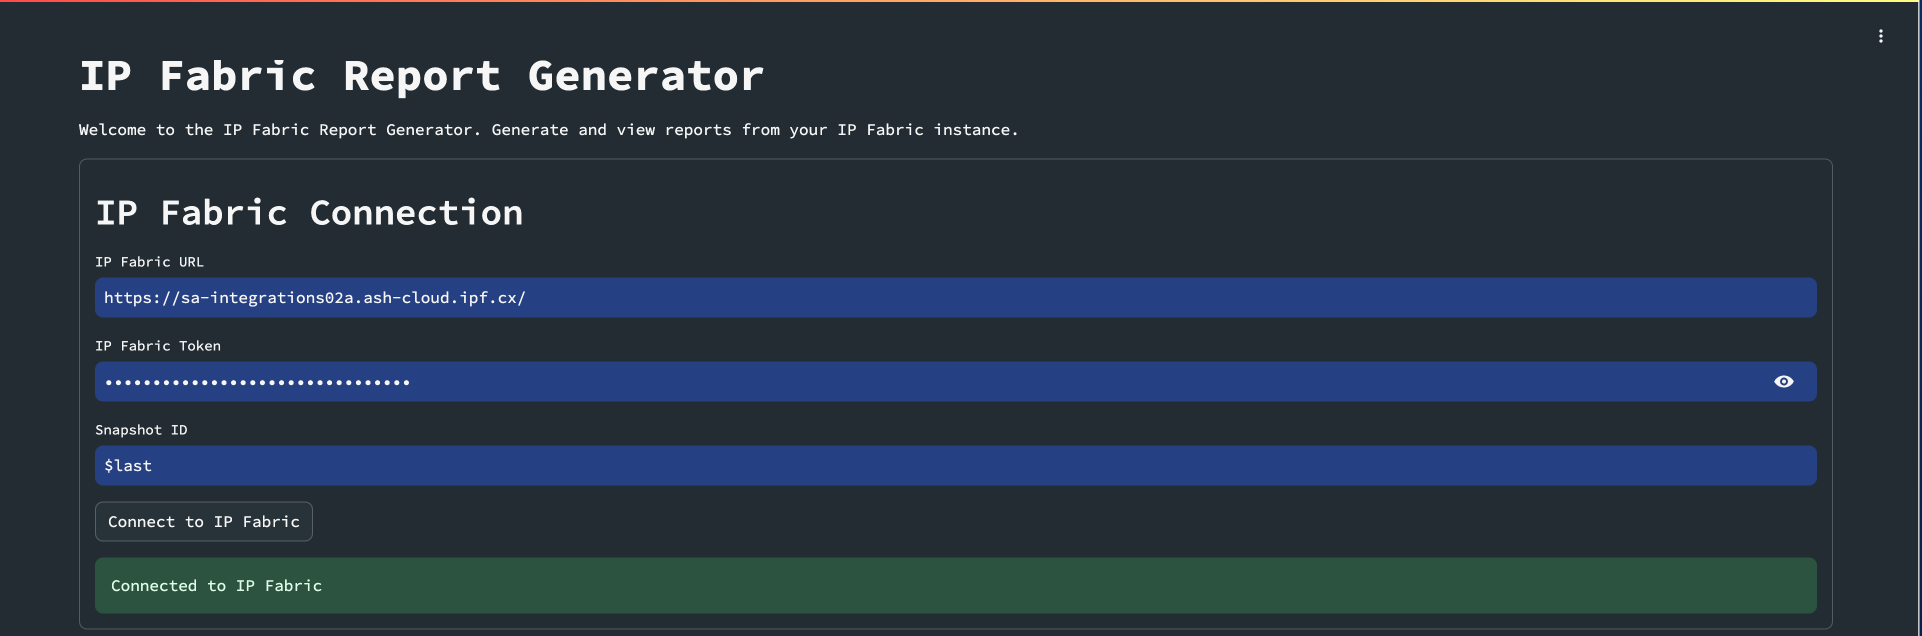 IP Fabric Report Generator
Welcome to the IP Fabric Report Generator. Generate and view reports from your IP Fabric instance.
IP Fabric Connection
IP Fabric URL
https://sa-integrations02a.ash-cloud.ipf.cx/
IP Fabric Token
••••••••••••••••••••••••••••••••
Snapshot ID
$last
Connect to IP Fabric
Connected to IP Fabric